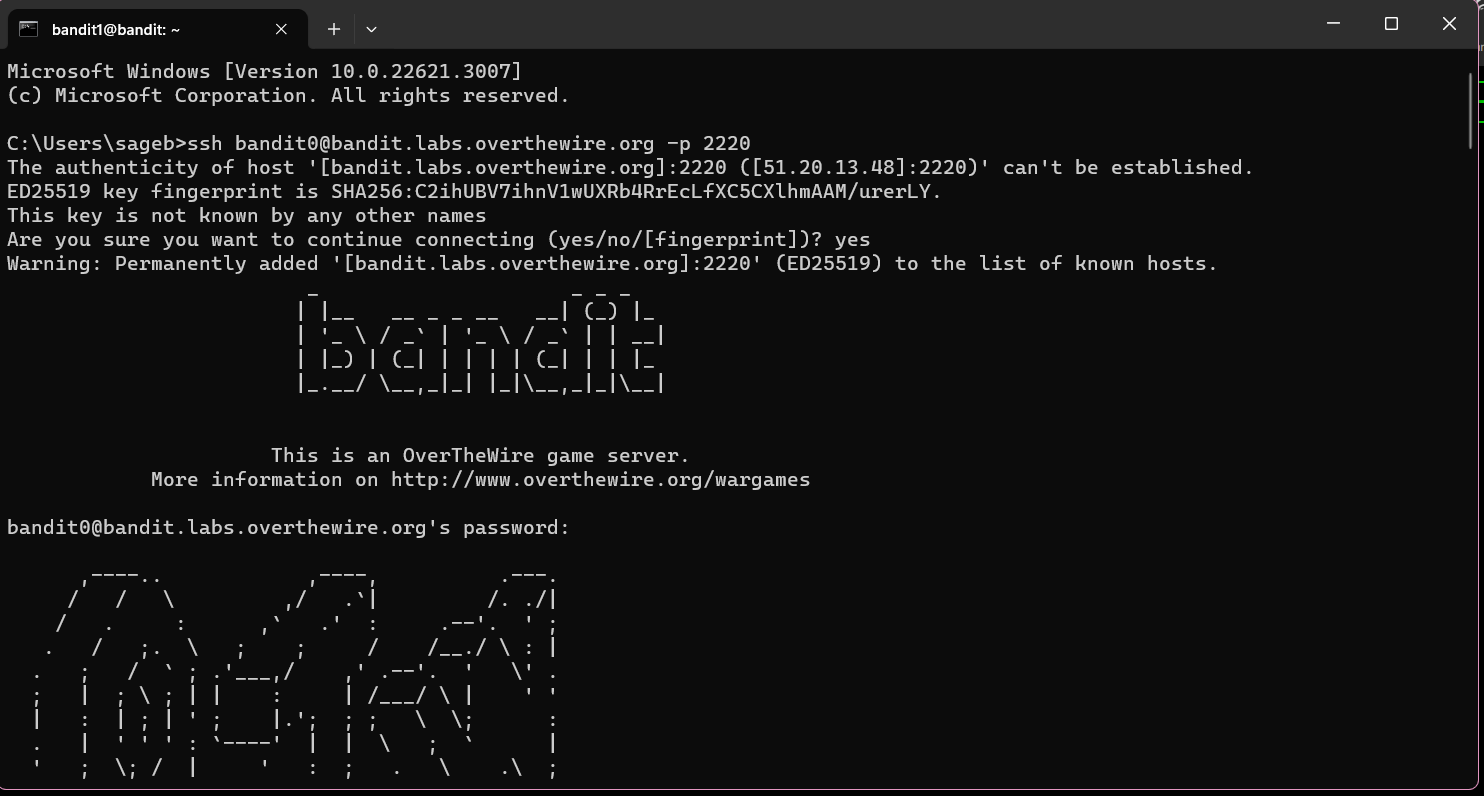 bandit1@bandit: ~
Microsoft Windows [Version 10.0.22621.3007]
(c) Microsoft Corporation. All rights reserved.
C:\Users\sageb>ssh bandit0@bandit.labs.overthewire.org -p 2220
The authenticity of host '[bandit.labs.overthewire.org]:2220 ([51.20.13.48]:2220)' can't be established.
ED25519 key fingerprint is SHA256:C2ihUBV7ihnV1wUXRb4RrEcLfXC5CXlhmAAM/urerLY.
This key is not known by any other names
Are you sure you want to continue connecting (yes/no/[fingerprint])? yes
Warning: Permanently added '[bandit.labs.overthewire.org]:2220' (ED25519) to the list of known hosts.
bandit
This is an OverTheWire game server.
More information on http://www.overthewire.org/wargames
bandit0@bandit.labs.overthewire.org's password: